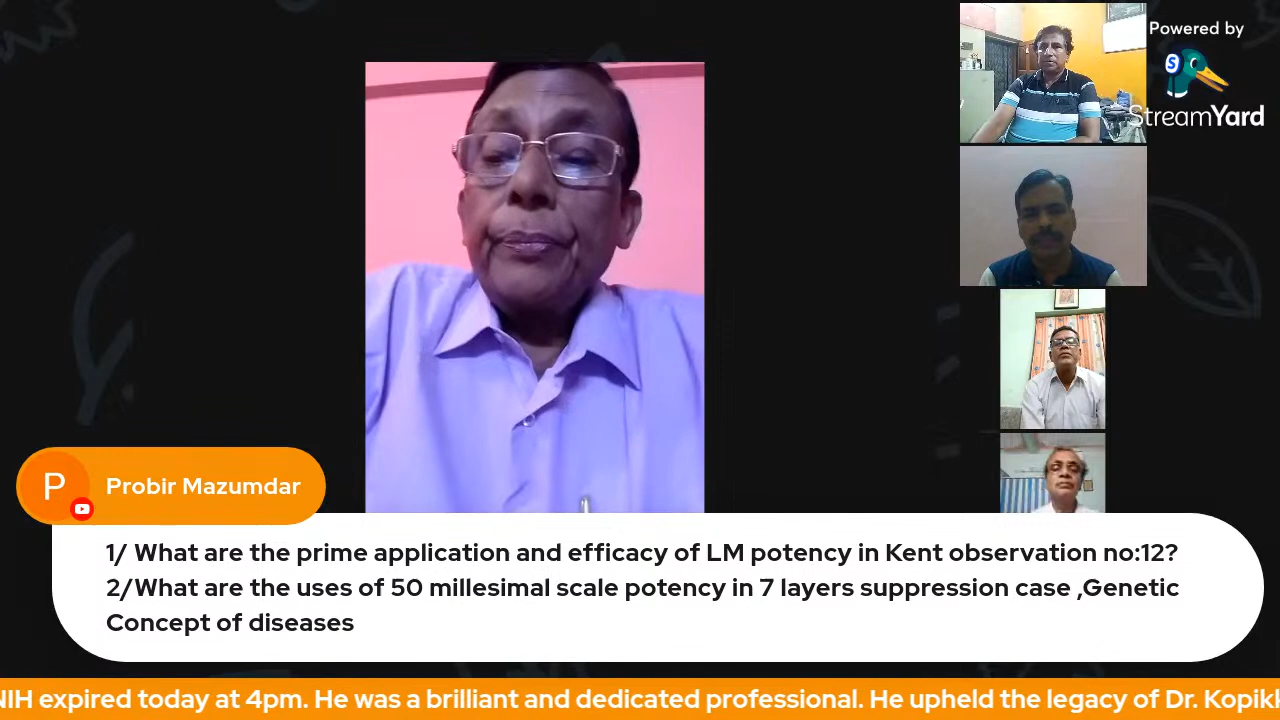 Powered by
StreamYard
P
Probir Mazumdar
1/ What are the prime application and efficacy of LM potency in Kent observation no:12?
2/What are the uses of 50 millesimal scale potency in 7 layers suppression case ,Genetic
Concept of diseases
NIH expired today at 4pm. He was a brilliant and dedicated professional. He upheld the legacy of Dr.